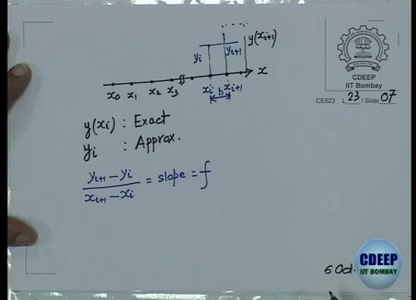 y(xᵢ₊₁)
yᵢ yᵢ₊₁
x₀ x₁ x₂ x₃ xᵢ h xᵢ₊₁ x
y(xᵢ) : Exact
yᵢ : Approx.
(yᵢ₊₁ − yᵢ) / (xᵢ₊₁ − xᵢ) = slope = f
CDEEP
IIT Bombay
CE623 L 23 / Slide 07
CDEEP
IIT BOMBAY
6 Oct